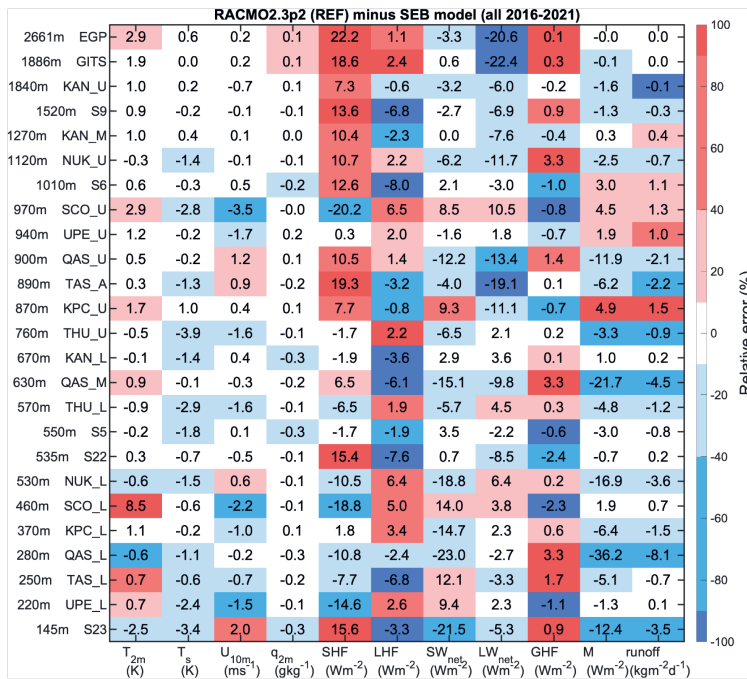 RACMO2.3p2 (REF) minus SEB model (all 2016-2021)
2661m EGP 2.9 0.6 0.2 0.1 22.2 1.1 -3.3 -20.6 0.1 -0.0 0.0
1886m GITS 1.9 0.0 0.2 0.1 18.6 2.4 0.6 -22.4 0.3 -0.1 0.0
1840m KAN_U 1.0 0.2 -0.7 0.1 7.3 -0.6 -3.2 -6.0 -0.2 -1.6 -0.1
1520m S9 0.9 -0.2 -0.1 0.1 13.6 -6.8 -2.7 -6.9 0.9 -1.3 -0.3
1270m KAN_M 1.0 0.4 0.1 0.0 10.4 -2.3 0.0 -7.6 -0.4 0.3 0.4
1120m NUK_U -0.3 -1.4 -0.1 -0.1 10.7 2.2 -6.2 -11.7 3.3 -2.5 -0.7
1010m S6 0.6 -0.3 0.5 -0.2 12.6 -8.0 2.1 -3.0 -1.0 3.0 1.1
970m SCO_U 2.9 -2.8 -3.5 -0.0 -20.2 6.5 8.5 10.5 -0.8 4.5 1.3
940m UPE_U 1.2 -0.2 -1.7 0.2 0.3 2.0 -1.6 1.8 -0.7 1.9 1.0
900m QAS_U 0.5 -0.2 1.2 0.1 10.5 1.4 -12.2 -13.4 1.4 -11.9 -2.1
890m TAS_A 0.3 -1.3 0.9 -0.2 19.3 -3.2 -4.0 -19.1 0.1 -6.2 -2.2
870m KPC_U 1.7 1.0 0.4 0.1 7.7 -0.8 9.3 -11.1 -0.7 4.9 1.5
760m THU_U -0.5 -3.9 -1.6 -0.1 -1.7 2.2 -6.5 2.1 0.2 -3.3 -0.9
670m KAN_L -0.1 -1.4 0.4 -0.3 -1.9 -3.6 2.9 3.6 0.1 1.0 0.2
630m QAS_M 0.9 -0.1 -0.3 -0.2 6.5 -6.1 -15.1 -9.8 3.3 -21.7 -4.5
570m THU_L -0.9 -2.9 -1.6 -0.1 -6.5 1.9 -5.7 4.5 0.3 -4.8 -1.2
550m S5 -0.2 -1.8 0.1 -0.3 -1.7 -1.9 3.5 -2.2 -0.6 -3.0 -0.8
535m S22 0.3 -0.7 -0.5 -0.1 15.4 -7.6 0.7 -8.5 -2.4 -0.7 0.2
530m NUK_L -0.6 -1.5 0.6 -0.1 -10.5 6.4 -18.8 6.4 0.2 -16.9 -3.6
460m SCO_L 8.5 -0.6 -2.2 -0.1 -18.8 5.0 14.0 3.8 -2.3 1.9 0.7
370m KPC_L 1.1 -0.2 -1.0 0.1 1.8 3.4 -14.7 2.3 0.6 -6.4 -1.5
280m QAS_L -0.6 -1.1 -0.2 -0.3 -10.8 -2.4 -23.0 -2.7 3.3 -36.2 -8.1
250m TAS_L 0.7 -0.6 -0.7 -0.2 -7.7 -6.8 12.1 -3.3 1.7 -5.1 -0.7
220m UPE_L 0.7 -2.4 -1.5 -0.1 -14.6 2.6 9.4 2.3 -1.1 -1.3 0.1
145m S23 -2.5 -3.4 2.0 -0.3 15.6 -3.3 -21.5 -5.3 0.9 -12.4 -3.5
T2m Ts U10m q2m SHF LHF SWnet LWnet GHF M runoff
(K) (K) (ms-1) (gkg-1) (Wm-2) (Wm-2) (Wm-2) (Wm-2) (Wm-2) (Wm-2) (kgm-2d-1)
100
80
60
40
20
0
-20
-40
-60
-80
-100
Relative error (%)